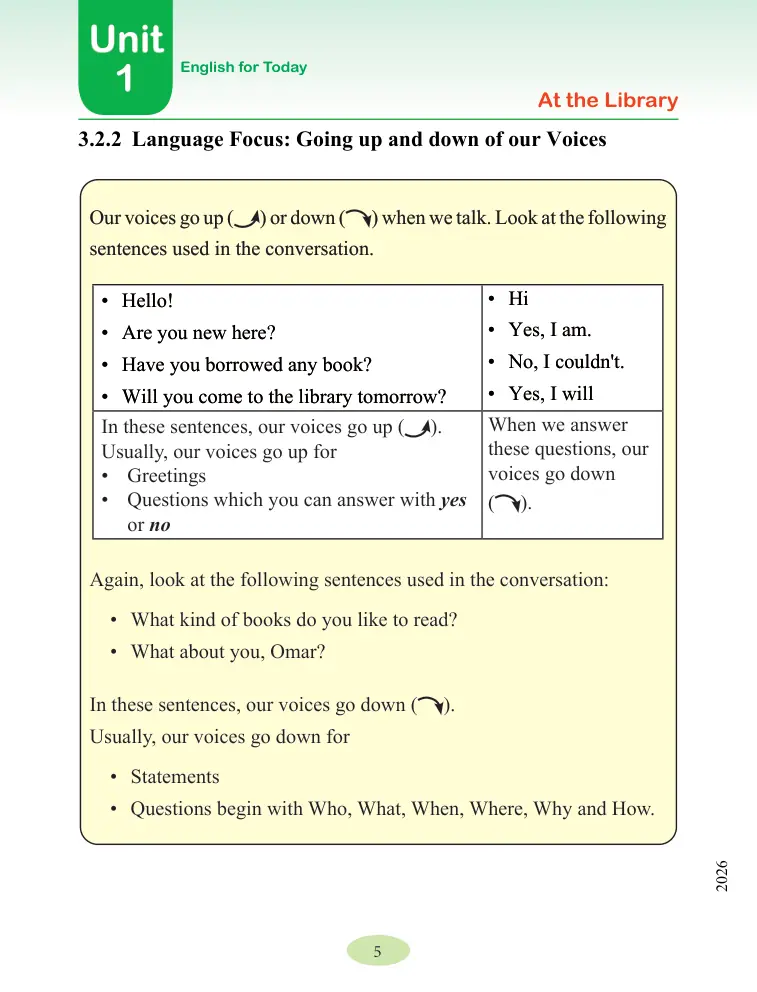 Unit
1
English for Today
At the Library
3.2.2 Language Focus: Going up and down of our Voices
Our voices go up ( ) or down ( ) when we talk. Look at the following
sentences used in the conversation.
• Hello!
• Are you new here?
• Have you borrowed any book?
• Will you come to the library tomorrow?
• Hi
• Yes, I am.
• No, I couldn't.
• Yes, I will
In these sentences, our voices go up ( ).
Usually, our voices go up for
• Greetings
• Questions which you can answer with yes
or no
When we answer
these questions, our
voices go down
( ).
Again, look at the following sentences used in the conversation:
• What kind of books do you like to read?
• What about you, Omar?
In these sentences, our voices go down ( ).
Usually, our voices go down for
• Statements
• Questions begin with Who, What, When, Where, Why and How.
2026
5